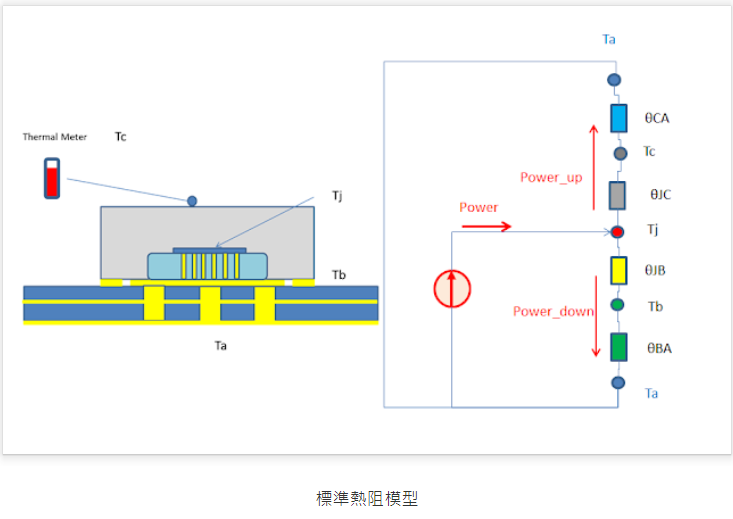 Thermal Meter
Tc
Tj
Tb
Ta
Ta
θCA
Tc
Power_up
θJC
Power
Tj
θJB
Tb
Power_down
θBA
Ta
標準熱阻模型